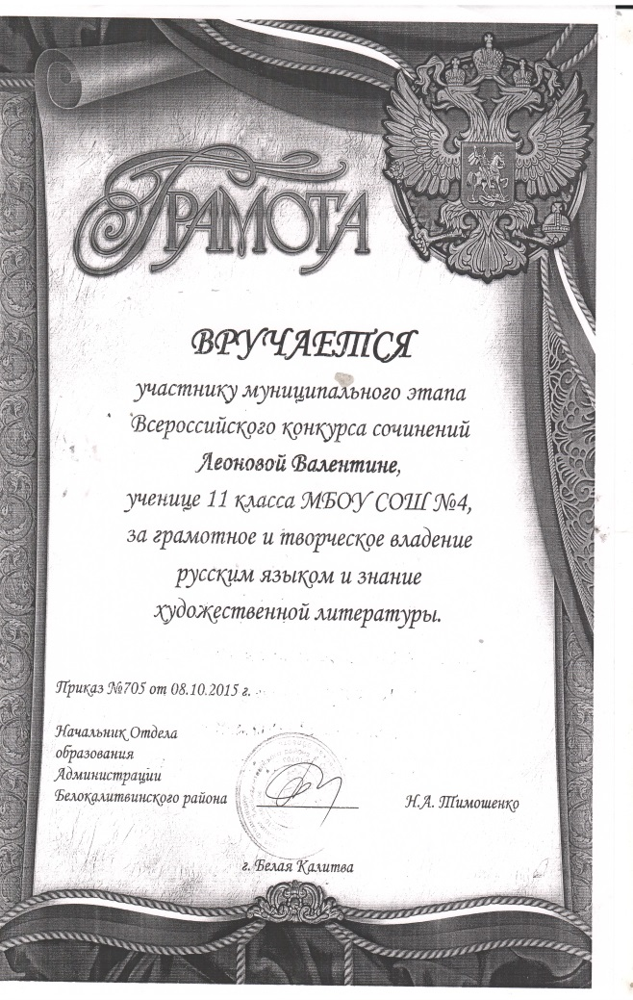 ГРАМОТА
ВРУЧАЕТСЯ
участнику муниципального этапа
Всероссийского конкурса сочинений
Леоновой Валентине,
ученице 11 класса МБОУ СОШ №4,
за грамотное и творческое владение
русским языком и знание
художественной литературы.
Приказ №705 от 08.10.2015 г.
Начальник Отдела
образования
Администрации
Белокалитвинского района
Н.А. Тимошенко
г. Белая Калитва